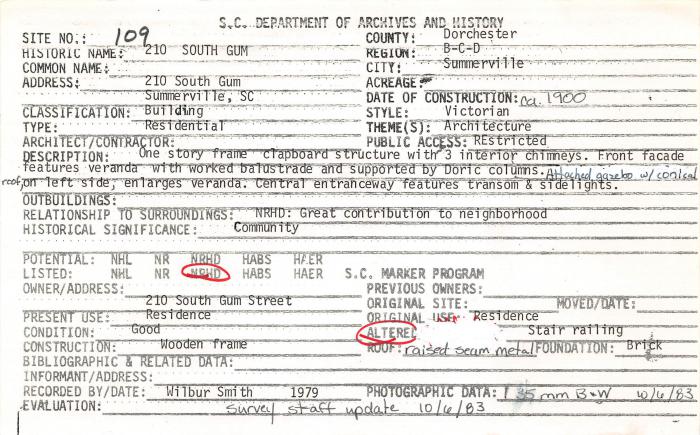 S.C. DEPARTMENT OF ARCHIVES AND HISTORY
SITE NO.: 109 COUNTY: Dorchester
HISTORIC NAME: 210 SOUTH GUM REGION: B-C-D
COMMON NAME: CITY: Summerville
ADDRESS: 210 South Gum ACREAGE:
Summerville, SC DATE OF CONSTRUCTION: ca. 1900
CLASSIFICATION: Building STYLE: Victorian
TYPE: Residential THEME(S): Architecture
ARCHITECT/CONTRACTOR: PUBLIC ACCESS: REstricted
DESCRIPTION: One story frame clapboard structure with 3 interior chimneys. Front facade
features veranda with worked balustrade and supported by Doric columns. Attached gazebo w/ conical
roof, on left side, enlarges veranda. Central entranceway features transom & sidelights.
OUTBUILDINGS:
RELATIONSHIP TO SURROUNDINGS: NRHD: Great contribution to neighborhood
HISTORICAL SIGNIFICANCE: Community
POTENTIAL: NHL NR NRHD HABS HAER
LISTED: NHL NR NRHD HABS HAER S.C. MARKER PROGRAM
OWNER/ADDRESS: PREVIOUS OWNERS:
210 South Gum Street ORIGINAL SITE: MOVED/DATE:
PRESENT USE: Residence ORIGINAL USE: Residence
CONDITION: Good ALTERE Stair railing
CONSTRUCTION: Wooden frame ROOF: raised seam metal FOUNDATION: Brick
BIBLIOGRAPHIC & RELATED DATA:
INFORMANT/ADDRESS:
RECORDED BY/DATE: Wilbur Smith 1979 PHOTOGRAPHIC DATA: 35 mm B+W 10/6/83
EVALUATION: survey staff update 10/6/83